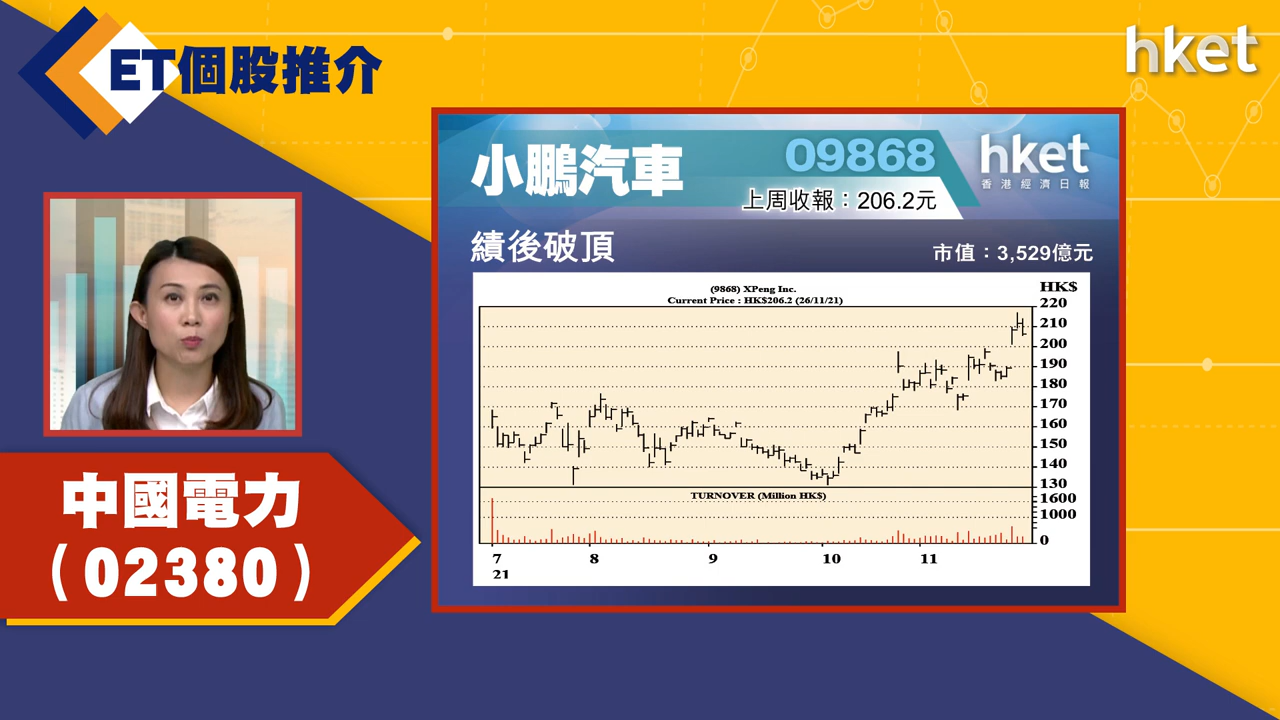 ET個股推介
hket
小鵬汽車
09868
hket
香港經濟日報
上周收報：206.2元
績後破頂
市值：3,529億元
(9868) XPeng Inc.
Current Price : HK$206.2 (26/11/21)
HK$
220
210
200
190
180
170
160
150
140
130
TURNOVER (Million HK$)
1600
1000
0
7 8 9 10 11
21
中國電力
（02380）